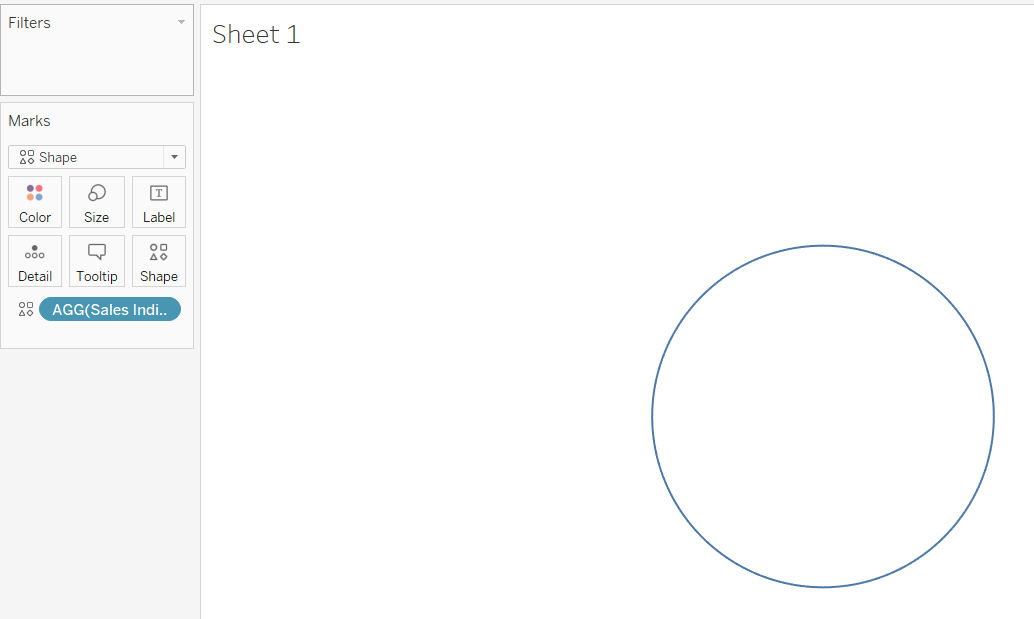 Filters
Sheet 1
Marks
Shape
Color Size Label
Detail Tooltip Shape
AGG(Sales Indi..